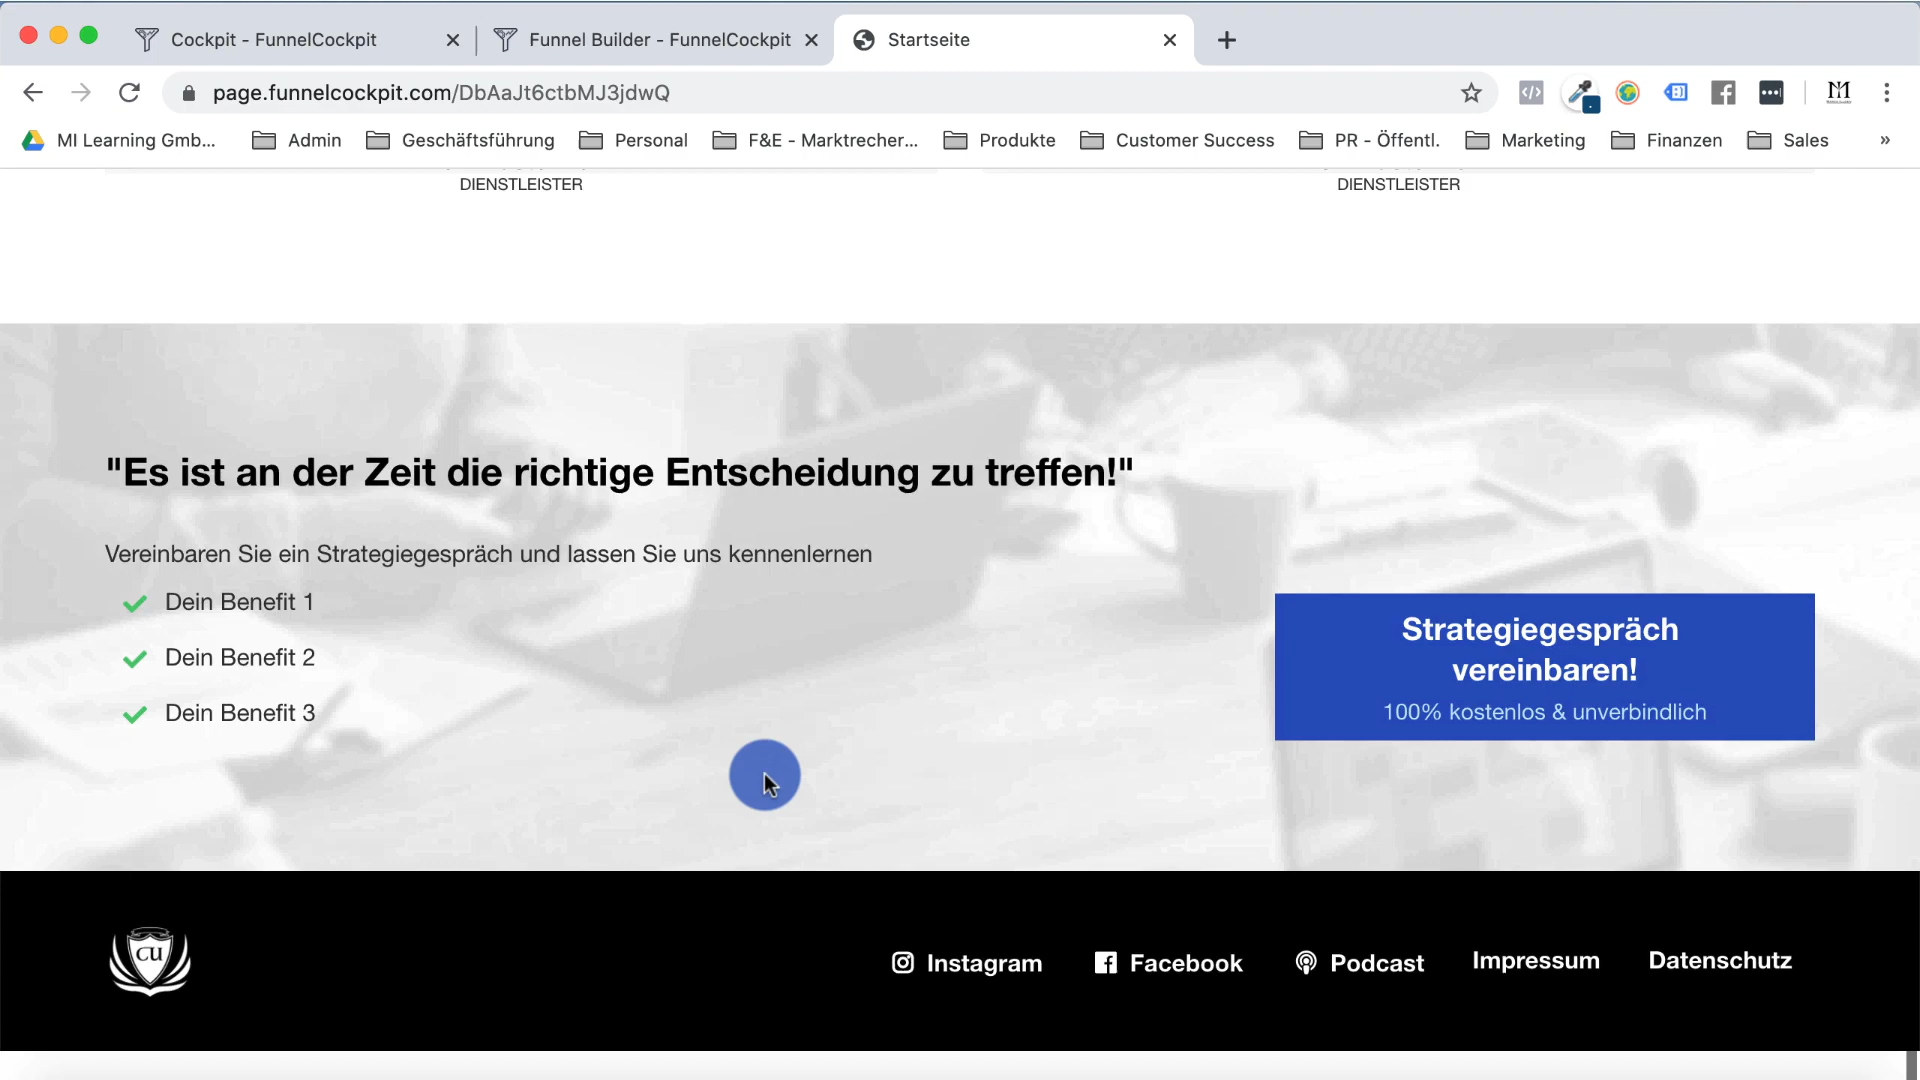 Cockpit - FunnelCockpit
Funnel Builder - FunnelCockpit
Startseite
page.funnelcockpit.com/DbAaJt6ctbMJ3jdwQ
MI Learning Gmb...
Admin
Geschäftsführung
Personal
F&E - Marktrecher...
Produkte
Customer Success
PR - Öffentl.
Marketing
Finanzen
Sales
»
DIENSTLEISTER
DIENSTLEISTER
"Es ist an der Zeit die richtige Entscheidung zu treffen!"
Vereinbaren Sie ein Strategiegespräch und lassen Sie uns kennenlernen
Dein Benefit 1
Dein Benefit 2
Dein Benefit 3
Strategiegespräch
vereinbaren!
100% kostenlos & unverbindlich
CU
Instagram
Facebook
Podcast
Impressum
Datenschutz